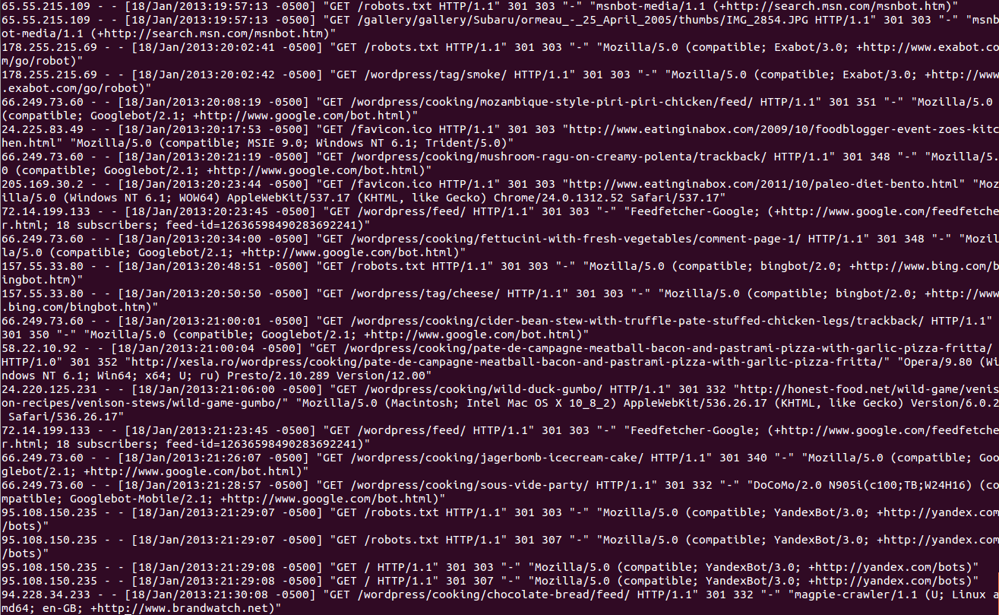 65.55.215.109 - - [18/Jan/2013:19:57:13 -0500] "GET /robots.txt HTTP/1.1" 301 303 "-" "msnbot-media/1.1 (+http://search.msn.com/msnbot.htm)"
65.55.215.109 - - [18/Jan/2013:19:57:13 -0500] "GET /gallery/gallery/Subaru/ormeau_-_25_April_2005/thumbs/IMG_2854.JPG HTTP/1.1" 301 303 "-" "msnb
ot-media/1.1 (+http://search.msn.com/msnbot.htm)"
178.255.215.69 - - [18/Jan/2013:20:02:41 -0500] "GET /robots.txt HTTP/1.1" 301 303 "-" "Mozilla/5.0 (compatible; Exabot/3.0; +http://www.exabot.co
m/go/robot)"
178.255.215.69 - - [18/Jan/2013:20:02:42 -0500] "GET /wordpress/tag/smoke/ HTTP/1.1" 301 303 "-" "Mozilla/5.0 (compatible; Exabot/3.0; +http://www
.exabot.com/go/robot)"
66.249.73.60 - - [18/Jan/2013:20:08:19 -0500] "GET /wordpress/cooking/mozambique-style-piri-piri-chicken/feed/ HTTP/1.1" 301 351 "-" "Mozilla/5.0
(compatible; Googlebot/2.1; +http://www.google.com/bot.html)"
24.225.83.49 - - [18/Jan/2013:20:17:53 -0500] "GET /favicon.ico HTTP/1.1" 301 303 "http://www.eatinginabox.com/2009/10/foodblogger-event-zoes-kitc
hen.html" "Mozilla/5.0 (compatible; MSIE 9.0; Windows NT 6.1; Trident/5.0)"
66.249.73.60 - - [18/Jan/2013:20:21:19 -0500] "GET /wordpress/cooking/mushroom-ragu-on-creamy-polenta/trackback/ HTTP/1.1" 301 348 "-" "Mozilla/5.
0 (compatible; Googlebot/2.1; +http://www.google.com/bot.html)"
205.169.30.2 - - [18/Jan/2013:20:23:44 -0500] "GET /favicon.ico HTTP/1.1" 301 303 "http://www.eatinginabox.com/2011/10/paleo-diet-bento.html" "Moz
illa/5.0 (Windows NT 6.1; WOW64) AppleWebKit/537.17 (KHTML, like Gecko) Chrome/24.0.1312.52 Safari/537.17"
72.14.199.133 - - [18/Jan/2013:20:23:45 -0500] "GET /wordpress/feed/ HTTP/1.1" 301 303 "-" "Feedfetcher-Google; (+http://www.google.com/feedfetche
r.html; 18 subscribers; feed-id=12636598490283692241)"
66.249.73.60 - - [18/Jan/2013:20:34:00 -0500] "GET /wordpress/cooking/fettucini-with-fresh-vegetables/comment-page-1/ HTTP/1.1" 301 348 "-" "Mozil
la/5.0 (compatible; Googlebot/2.1; +http://www.google.com/bot.html)"
157.55.33.80 - - [18/Jan/2013:20:48:51 -0500] "GET /robots.txt HTTP/1.1" 301 303 "-" "Mozilla/5.0 (compatible; bingbot/2.0; +http://www.bing.com/b
ingbot.htm)"
157.55.33.80 - - [18/Jan/2013:20:50:50 -0500] "GET /wordpress/tag/cheese/ HTTP/1.1" 301 303 "-" "Mozilla/5.0 (compatible; bingbot/2.0; +http://www
.bing.com/bingbot.htm)"
66.249.73.60 - - [18/Jan/2013:21:00:01 -0500] "GET /wordpress/cooking/cider-bean-stew-with-truffle-pate-stuffed-chicken-legs/trackback/ HTTP/1.1"
301 350 "-" "Mozilla/5.0 (compatible; Googlebot/2.1; +http://www.google.com/bot.html)"
58.22.10.92 - - [18/Jan/2013:21:00:04 -0500] "GET /wordpress/cooking/pate-de-campagne-meatball-bacon-and-pastrami-pizza-with-garlic-pizza-fritta/
HTTP/1.0" 301 352 "http://xesla.ro/wordpress/cooking/pate-de-campagne-meatball-bacon-and-pastrami-pizza-with-garlic-pizza-fritta/" "Opera/9.80 (Wi
ndows NT 6.1; Win64; x64; U; ru) Presto/2.10.289 Version/12.00"
24.220.125.231 - - [18/Jan/2013:21:06:00 -0500] "GET /wordpress/cooking/wild-duck-gumbo/ HTTP/1.1" 301 332 "http://honest-food.net/wild-game/venis
on-recipes/venison-stews/wild-game-gumbo/" "Mozilla/5.0 (Macintosh; Intel Mac OS X 10_8_2) AppleWebKit/536.26.17 (KHTML, like Gecko) Version/6.0.2
Safari/536.26.17"
72.14.199.133 - - [18/Jan/2013:21:23:45 -0500] "GET /wordpress/feed/ HTTP/1.1" 301 303 "-" "Feedfetcher-Google; (+http://www.google.com/feedfetche
r.html; 18 subscribers; feed-id=12636598490283692241)"
66.249.73.60 - - [18/Jan/2013:21:26:07 -0500] "GET /wordpress/cooking/jagerbomb-icecream-cake/ HTTP/1.1" 301 340 "-" "Mozilla/5.0 (compatible; Goo
glebot/2.1; +http://www.google.com/bot.html)"
66.249.73.60 - - [18/Jan/2013:21:28:57 -0500] "GET /wordpress/cooking/sous-vide-party/ HTTP/1.1" 301 332 "-" "DoCoMo/2.0 N905i(c100;TB;W24H16) (co
mpatible; Googlebot-Mobile/2.1; +http://www.google.com/bot.html)"
95.108.150.235 - - [18/Jan/2013:21:29:07 -0500] "GET /robots.txt HTTP/1.1" 301 303 "-" "Mozilla/5.0 (compatible; YandexBot/3.0; +http://yandex.com
/bots)"
95.108.150.235 - - [18/Jan/2013:21:29:07 -0500] "GET /robots.txt HTTP/1.1" 301 307 "-" "Mozilla/5.0 (compatible; YandexBot/3.0; +http://yandex.com
/bots)"
95.108.150.235 - - [18/Jan/2013:21:29:08 -0500] "GET / HTTP/1.1" 301 303 "-" "Mozilla/5.0 (compatible; YandexBot/3.0; +http://yandex.com/bots)"
95.108.150.235 - - [18/Jan/2013:21:29:08 -0500] "GET / HTTP/1.1" 301 307 "-" "Mozilla/5.0 (compatible; YandexBot/3.0; +http://yandex.com/bots)"
94.228.34.233 - - [18/Jan/2013:21:30:08 -0500] "GET /wordpress/cooking/chocolate-bread/feed/ HTTP/1.1" 301 332 "-" "magpie-crawler/1.1 (U; Linux a
md64; en-GB; +http://www.brandwatch.net)"